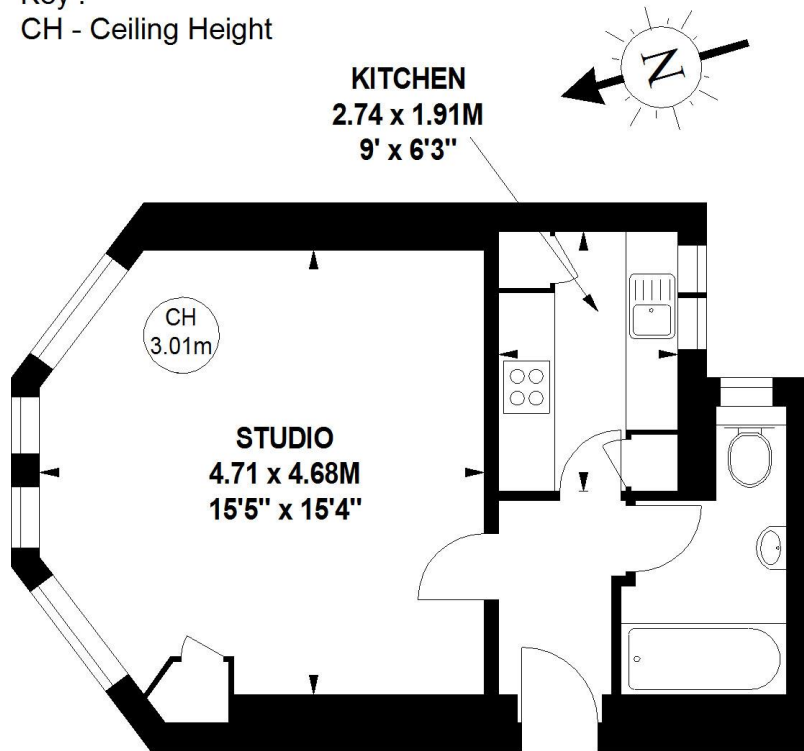 Key :
CH - Ceiling Height
KITCHEN
2.74 x 1.91M
9' x 6'3"
N
CH
3.01m
STUDIO
4.71 x 4.68M
15'5" x 15'4"